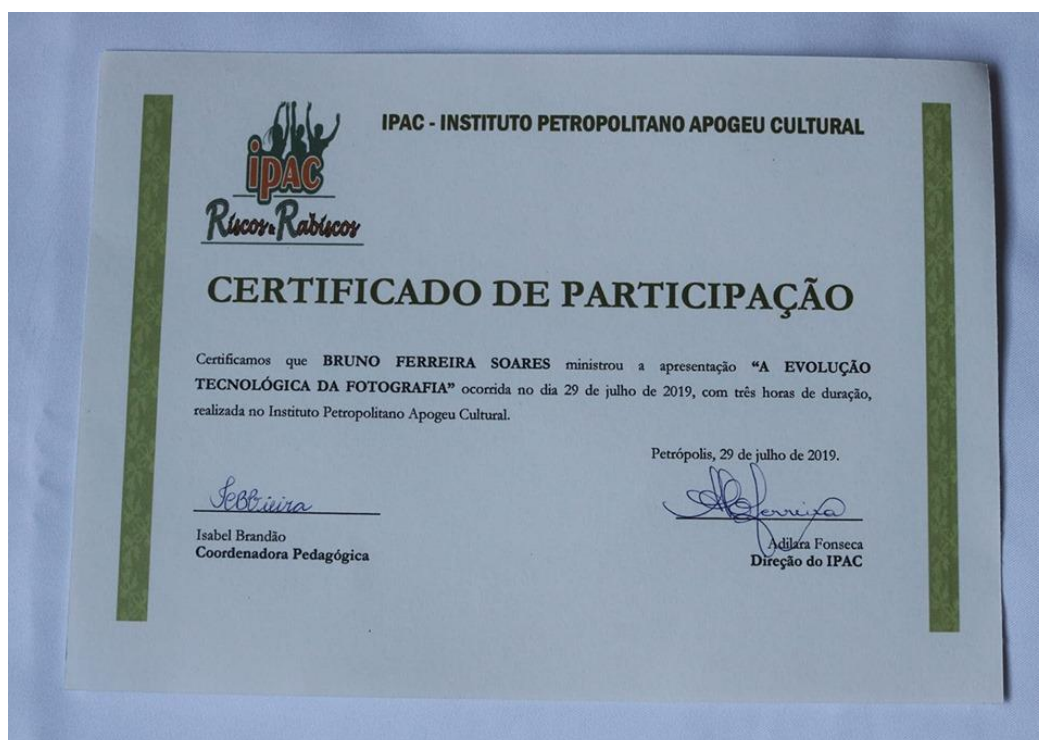 IPAC - INSTITUTO PETROPOLITANO APOGEU CULTURAL
ipac
Riscos & Rabiscos
CERTIFICADO DE PARTICIPAÇÃO
Certificamos que BRUNO FERREIRA SOARES ministrou a apresentação “A EVOLUÇÃO
TECNOLÓGICA DA FOTOGRAFIA” ocorrida no dia 29 de julho de 2019, com três horas de duração,
realizada no Instituto Petropolitano Apogeu Cultural.
Petrópolis, 29 de julho de 2019.
Isabel Brandão
Coordenadora Pedagógica
Adilara Fonseca
Direção do IPAC